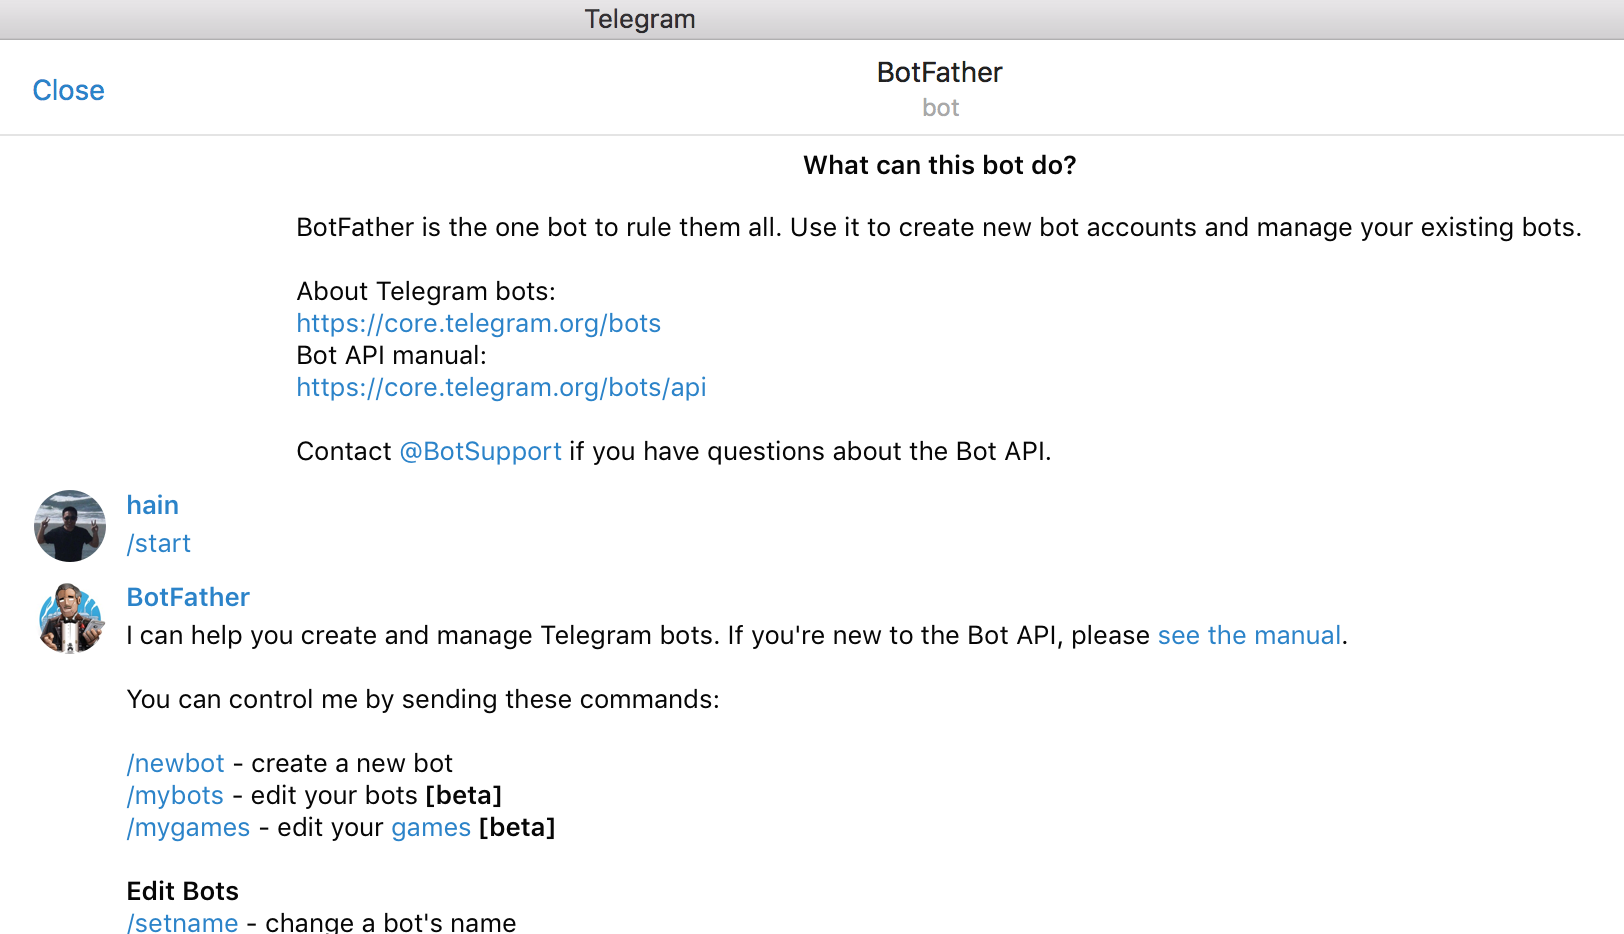 Telegram
Close
BotFather
bot
What can this bot do?
BotFather is the one bot to rule them all. Use it to create new bot accounts and manage your existing bots.
About Telegram bots:
https://core.telegram.org/bots
Bot API manual:
https://core.telegram.org/bots/api
Contact @BotSupport if you have questions about the Bot API.
hain
/start
BotFather
I can help you create and manage Telegram bots. If you're new to the Bot API, please see the manual.
You can control me by sending these commands:
/newbot - create a new bot
/mybots - edit your bots [beta]
/mygames - edit your games [beta]
Edit Bots
/setname - change a bot's name